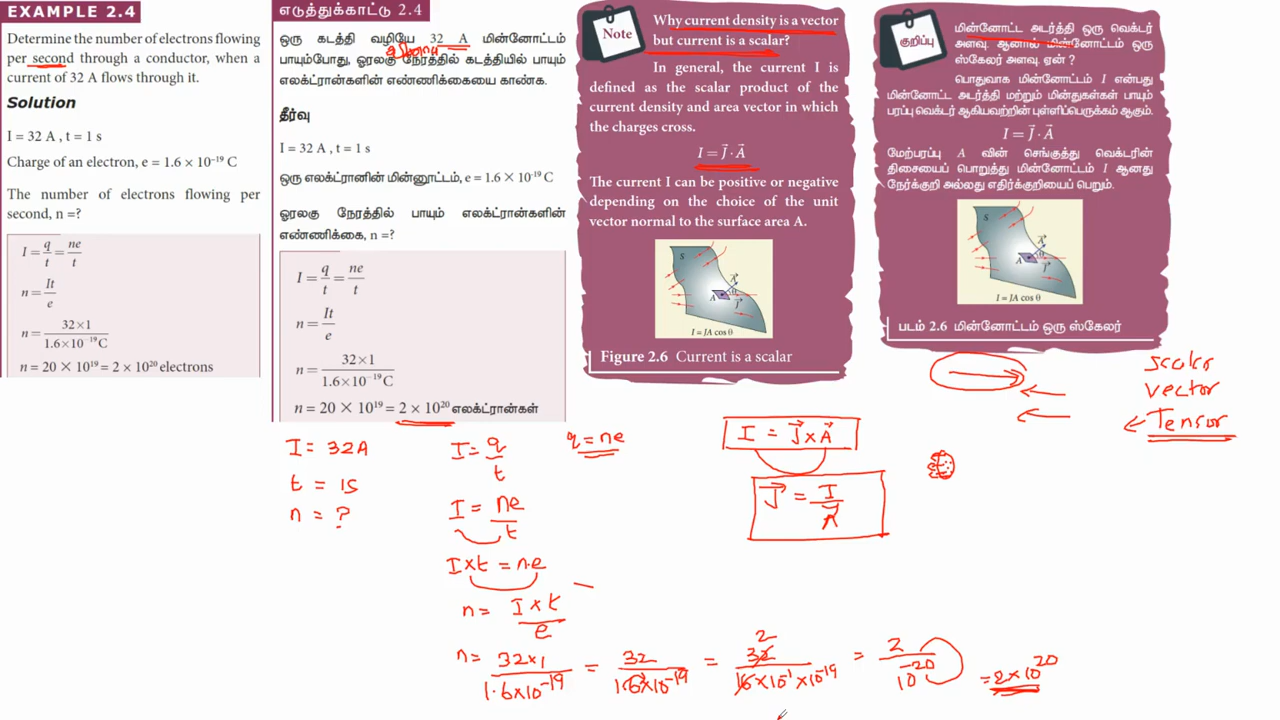 EXAMPLE 2.4
Determine the number of electrons flowing
per second through a conductor, when a
current of 32 A flows through it.
Solution
I = 32 A , t = 1 s
Charge of an electron, e = 1.6 × 10⁻¹⁹ C
The number of electrons flowing per
second, n =?
I = q/t = ne/t
n = It/e
n = 32×1/1.6×10⁻¹⁹C
n = 20 × 10¹⁹ = 2 × 10²⁰ electrons
எடுத்துக்காட்டு 2.4
ஒரு கடத்தி வழியே 32 A மின்னோட்டம்
பாயும்போது, ஓரலகு நேரத்தில் கடத்தியில் பாயும்
எலக்ட்ரான்களின் எண்ணிக்கையை காண்க.
தீர்வு
I = 32 A, t = 1 s
ஒரு எலக்ட்ரானின் மின்னூட்டம், e = 1.6 × 10⁻¹⁹ C
ஓரலகு நேரத்தில் பாயும் எலக்ட்ரான்களின்
எண்ணிக்கை, n =?
I = q/t = ne/t
n = It/e
n = 32×1/1.6×10⁻¹⁹C
n = 20 × 10¹⁹ = 2 × 10²⁰ எலக்ட்ரான்கள்
Note
Why current density is a vector
but current is a scalar?
In general, the current I is
defined as the scalar product of the
current density and area vector in which
the charges cross.
I = J⃗ · A⃗
The current I can be positive or negative
depending on the choice of the unit
vector normal to the surface area A.
S
A⃗
θ
A
J⃗
I = JA cos θ
Figure 2.6 Current is a scalar
குறிப்பு
மின்னோட்ட அடர்த்தி ஒரு வெக்டர்
அளவு. ஆனால் மின்னோட்டம் ஒரு
ஸ்கேலர் அளவு. ஏன் ?
பொதுவாக மின்னோட்டம் I என்பது
மின்னோட்ட அடர்த்தி மற்றும் மின்துகள்கள் பாயும்
பரப்பு வெக்டர் ஆகியவற்றின் புள்ளிப்பெருக்கம் ஆகும்.
I = J⃗ · A⃗
மேற்பரப்பு A வின் செங்குத்து வெக்டரின்
திசையைப் பொறுத்து மின்னோட்டம் I ஆனது
நேர்க்குறி அல்லது எதிர்க்குறியைப் பெறும்.
S
A⃗
θ
A
J⃗
I = JA cos θ
படம் 2.6 மின்னோட்டம் ஒரு ஸ்கேலர்
scalar
vector
Tensor
I = 32A
t = 1S
n = ?
I = q/t
q = ne
I = ne/t
I×t = n·e
n = I×t/e
n = 32×1/1.6×10⁻¹⁹ = 32/1.6×10⁻¹⁹ = 2 32/16×10⁻¹×10⁻¹⁹ = 2/10⁻²⁰ = 2×10²⁰
I = J⃗×A⃗
J⃗ = I/A⃗